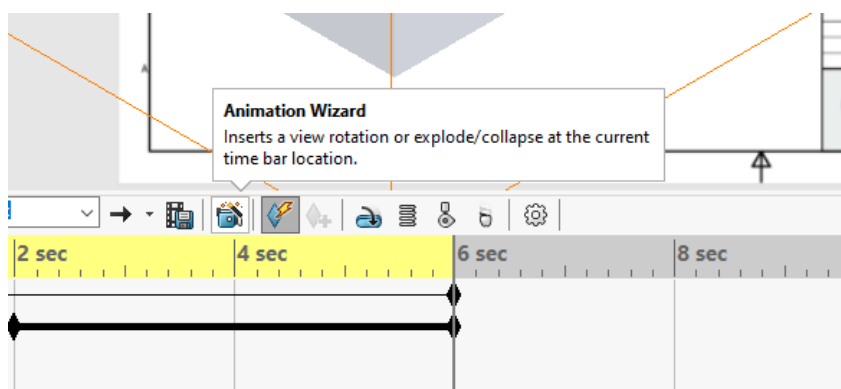 A
Animation Wizard
Inserts a view rotation or explode/collapse at the current
time bar location.
2 sec 4 sec 6 sec 8 sec